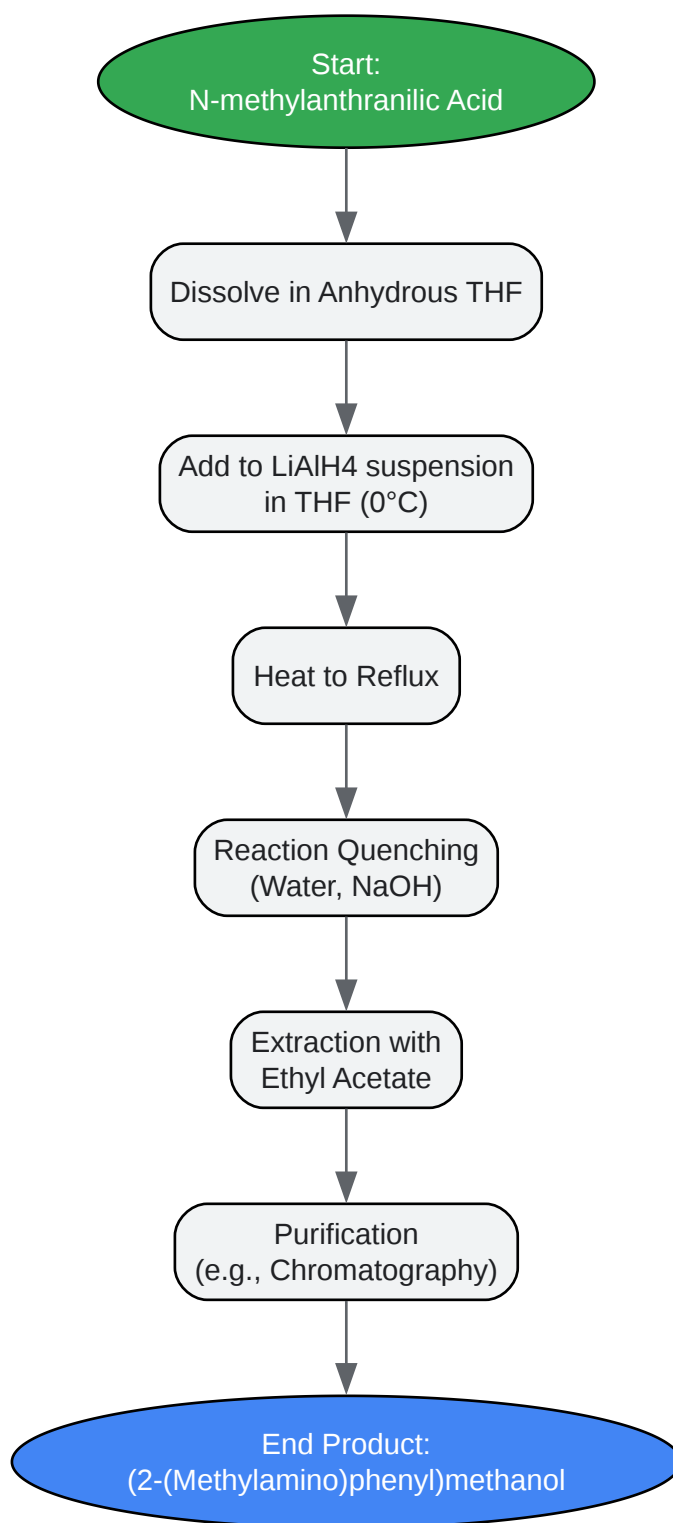 Start:
N-methylanthranilic Acid
Dissolve in Anhydrous THF
Add to LiAlH4 suspension
in THF (0°C)
Heat to Reflux
Reaction Quenching
(Water, NaOH)
Extraction with
Ethyl Acetate
Purification
(e.g., Chromatography)
End Product:
(2-(Methylamino)phenyl)methanol